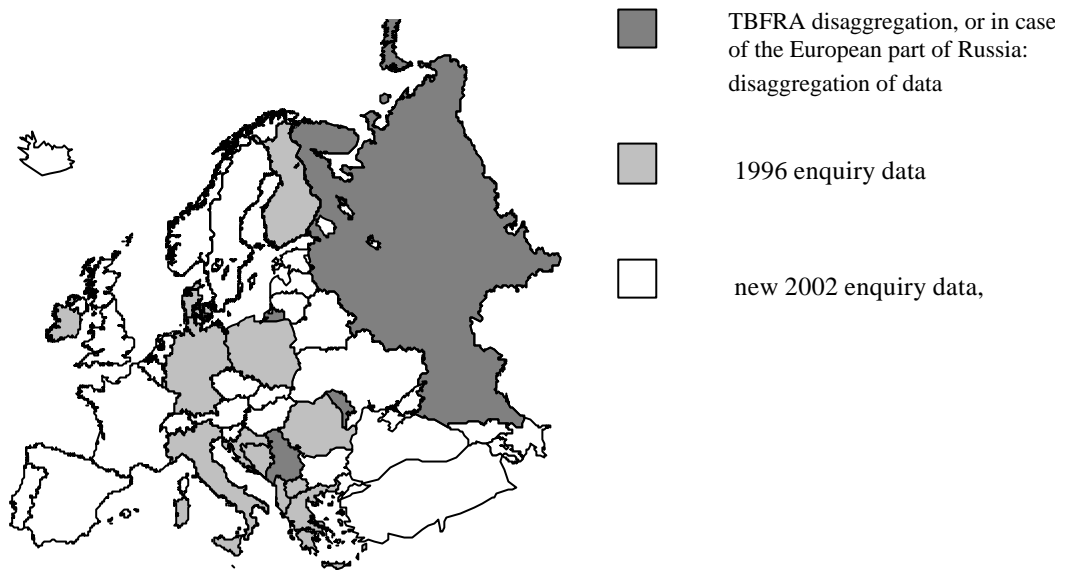 TBFRA disaggregation, or in case
of the European part of Russia:
disaggregation of data
1996 enquiry data
new 2002 enquiry data,